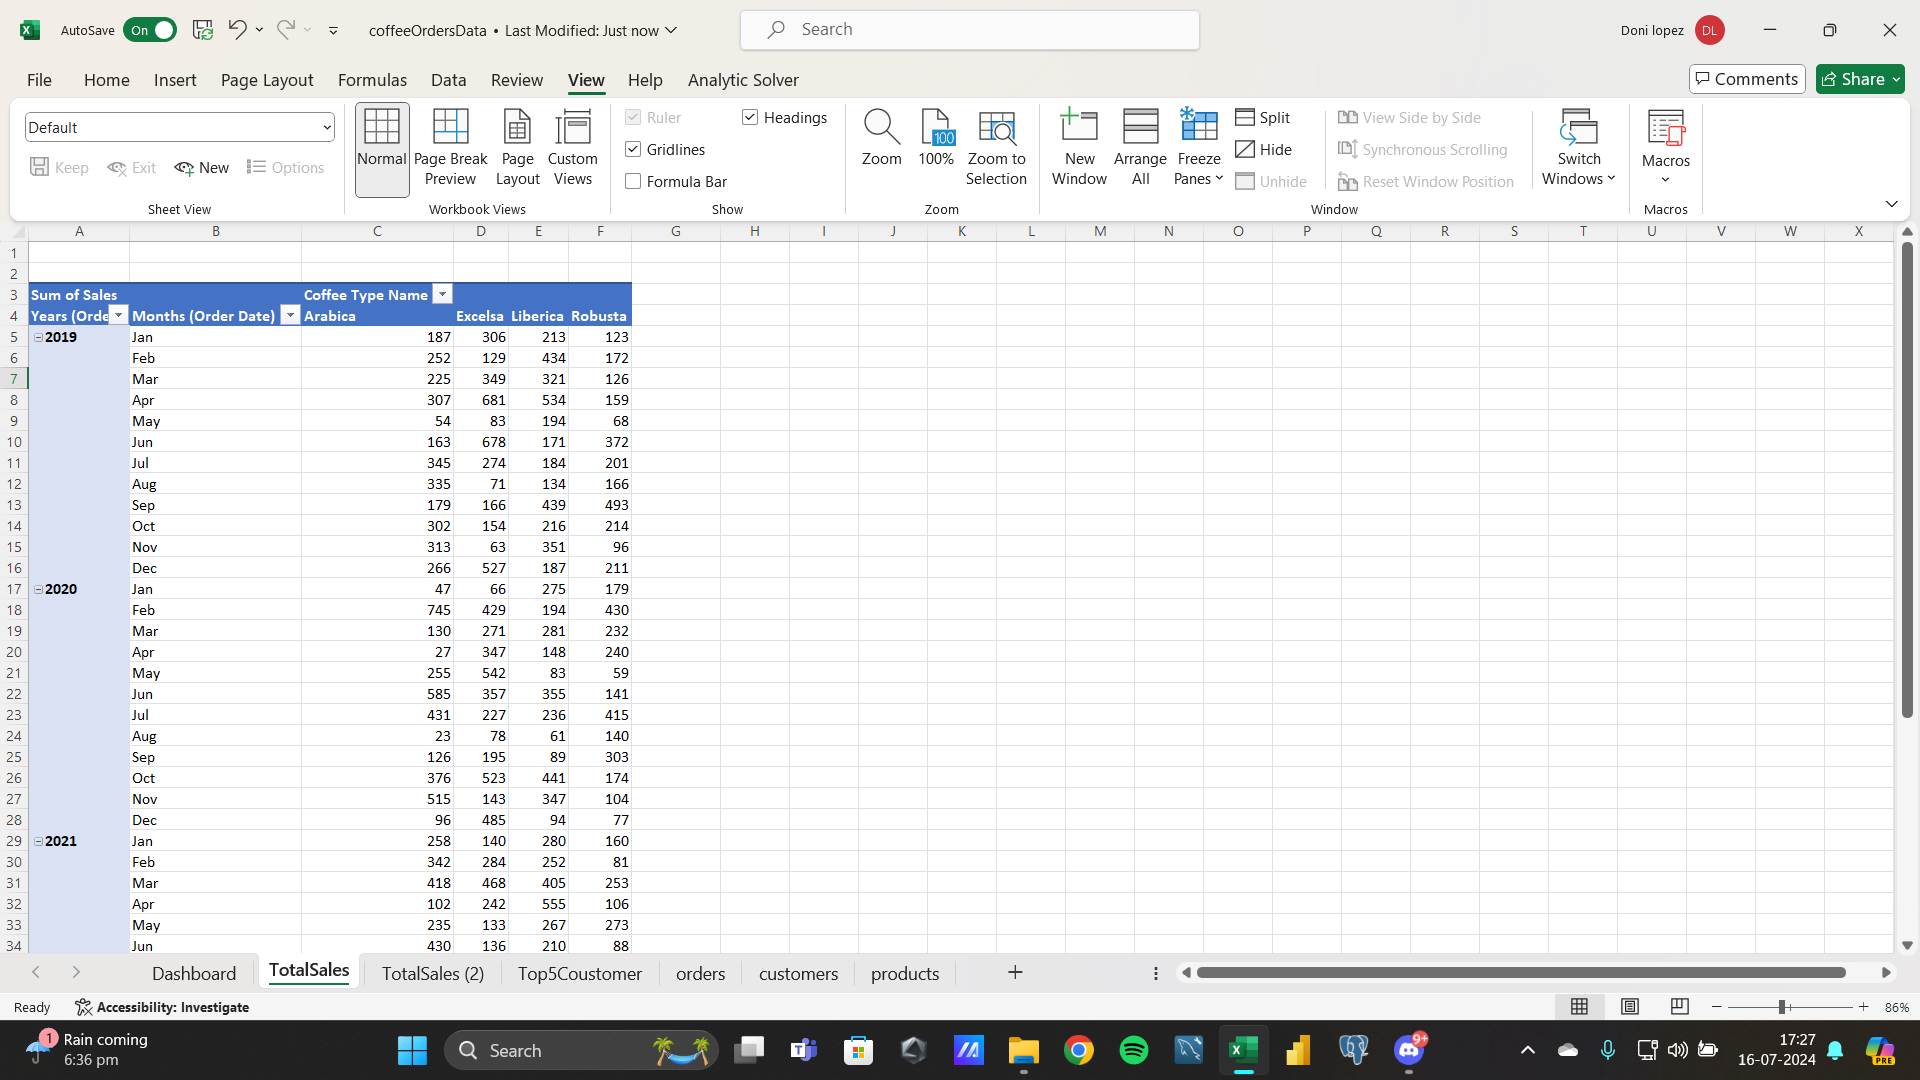 AutoSave On coffeeOrdersData • Last Modified: Just now Search Doni lopez DL
File Home Insert Page Layout Formulas Data Review View Help Analytic Solver Comments Share
Default
Keep Exit New Options
Sheet View
Normal Page Break Preview Page Layout Custom Views
Workbook Views
Ruler Headings
Gridlines
Formula Bar
Show
Zoom 100 100% Zoom to Selection
Zoom
New Window Arrange All Freeze Panes
Split
Hide
Unhide
View Side by Side
Synchronous Scrolling
Reset Window Position
Switch Windows
Window
Macros
Macros
A B C D E F G H I J K L M N O P Q R S T U V W X
1
2
3 Sum of Sales Coffee Type Name
4 Years (Orde Months (Order Date) Arabica Excelsa Liberica Robusta
5 2019 Jan 187 306 213 123
6 Feb 252 129 434 172
7 Mar 225 349 321 126
8 Apr 307 681 534 159
9 May 54 83 194 68
10 Jun 163 678 171 372
11 Jul 345 274 184 201
12 Aug 335 71 134 166
13 Sep 179 166 439 493
14 Oct 302 154 216 214
15 Nov 313 63 351 96
16 Dec 266 527 187 211
17 2020 Jan 47 66 275 179
18 Feb 745 429 194 430
19 Mar 130 271 281 232
20 Apr 27 347 148 240
21 May 255 542 83 59
22 Jun 585 357 355 141
23 Jul 431 227 236 415
24 Aug 23 78 61 140
25 Sep 126 195 89 303
26 Oct 376 523 441 174
27 Nov 515 143 347 104
28 Dec 96 485 94 77
29 2021 Jan 258 140 280 160
30 Feb 342 284 252 81
31 Mar 418 468 405 253
32 Apr 102 242 555 106
33 May 235 133 267 273
34 Jun 430 136 210 88
Dashboard TotalSales TotalSales (2) Top5Coustomer orders customers products
Ready Accessibility: Investigate 86%
1 Rain coming
6:36 pm
Search
9+
PRE
17:27
16-07-2024